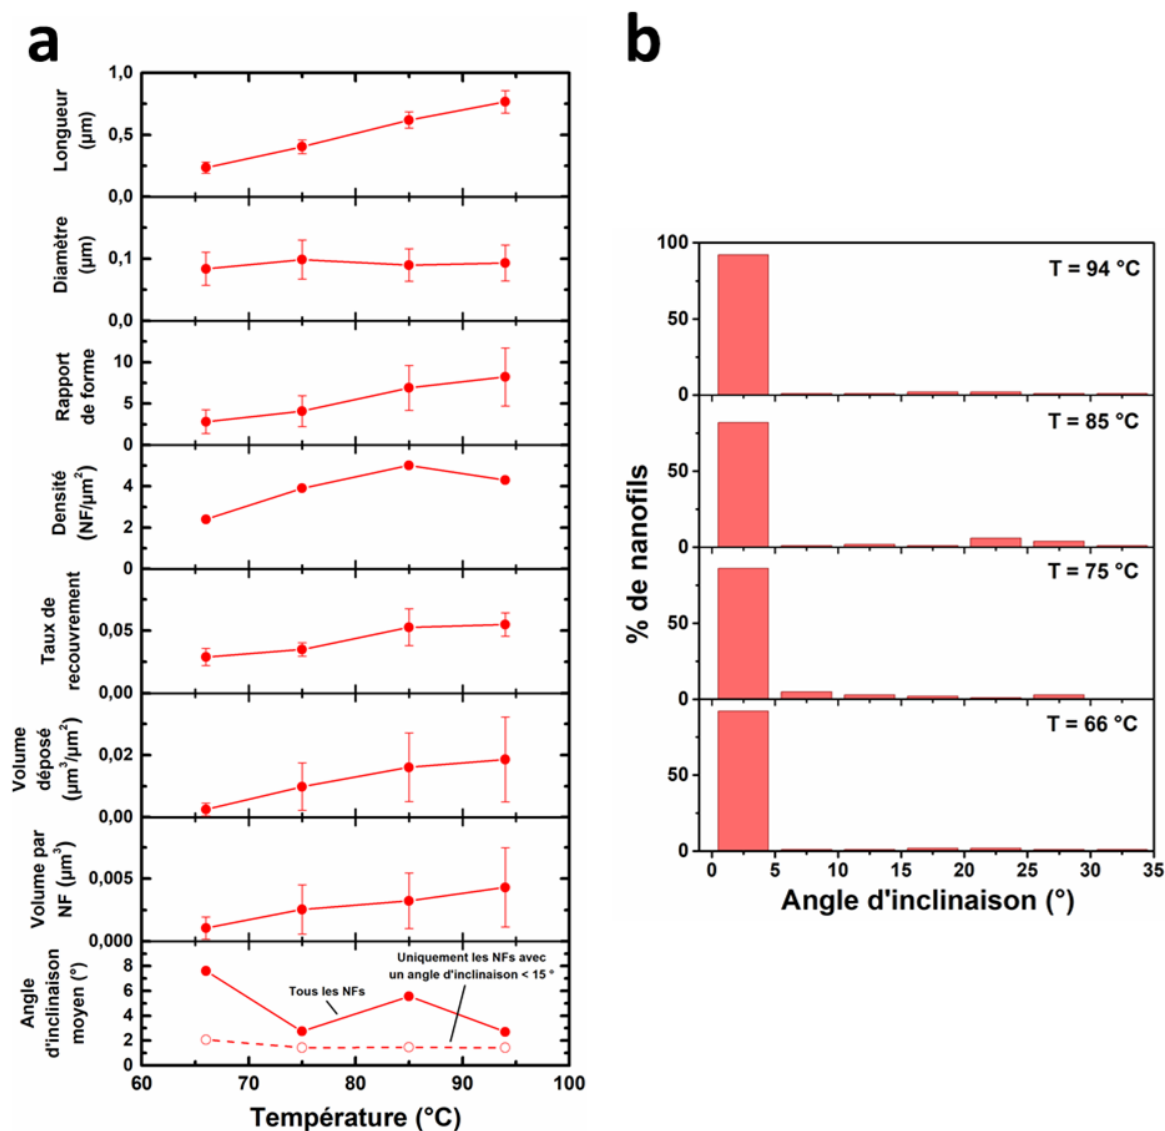 a
b
1,0
0,5
0,0
Longueur
(µm)
0,1
0,0
Diamètre
(µm)
10
5
0
Rapport
de forme
4
2
0
Densité
(NF/µm²)
0,05
0,00
Taux de
recouvrement
0,02
0,00
Volume
déposé
(µm³/µm²)
0,005
0,000
Volume par
NF (µm³)
8
6
4
2
0
Angle
d'inclinaison
moyen (°)
Uniquement les NFs avec
un angle d'inclinaison < 15 °
Tous les NFs
60 70 80 90 100
Température (°C)
100
50
0
T = 94 °C
50
0
T = 85 °C
50
0
T = 75 °C
50
0
T = 66 °C
% de nanofils
0 5 10 15 20 25 30 35
Angle d'inclinaison (°)